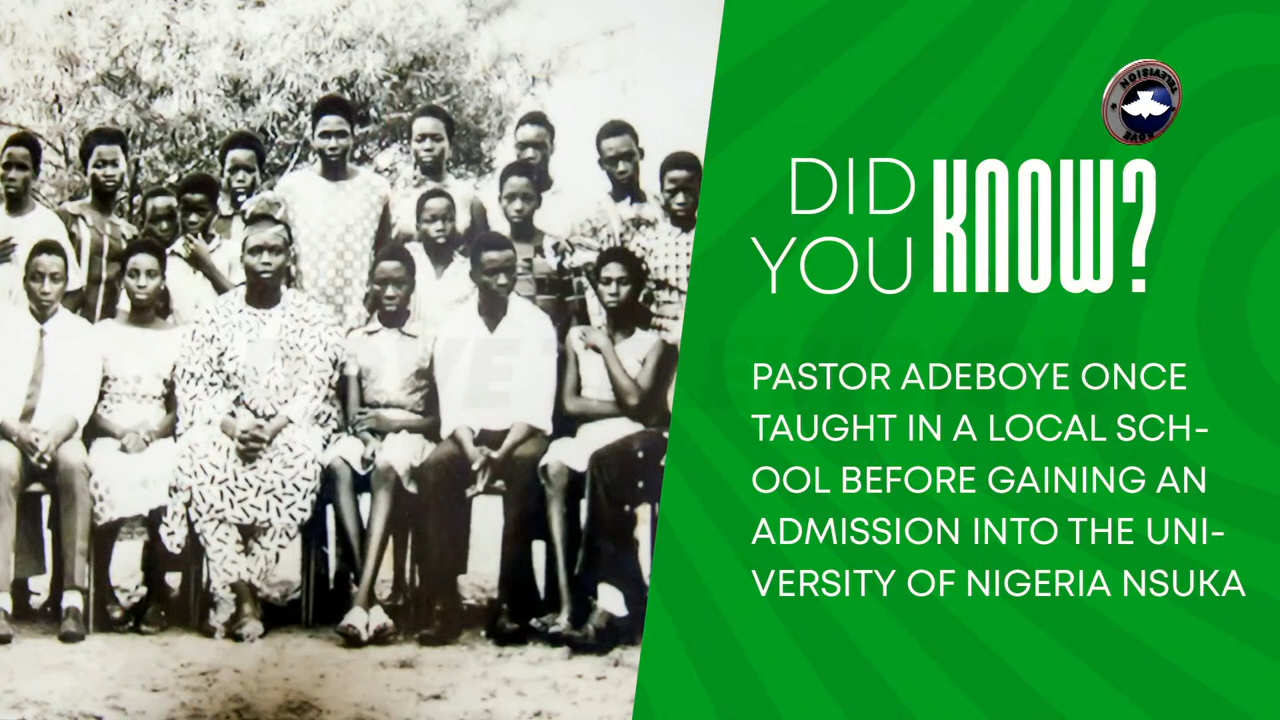 TELEVISION
DID
YOU
KNOW?
PASTOR ADEBOYE ONCE
TAUGHT IN A LOCAL SCH-
OOL BEFORE GAINING AN
ADMISSION INTO THE UNI-
VERSITY OF NIGERIA NSUKA